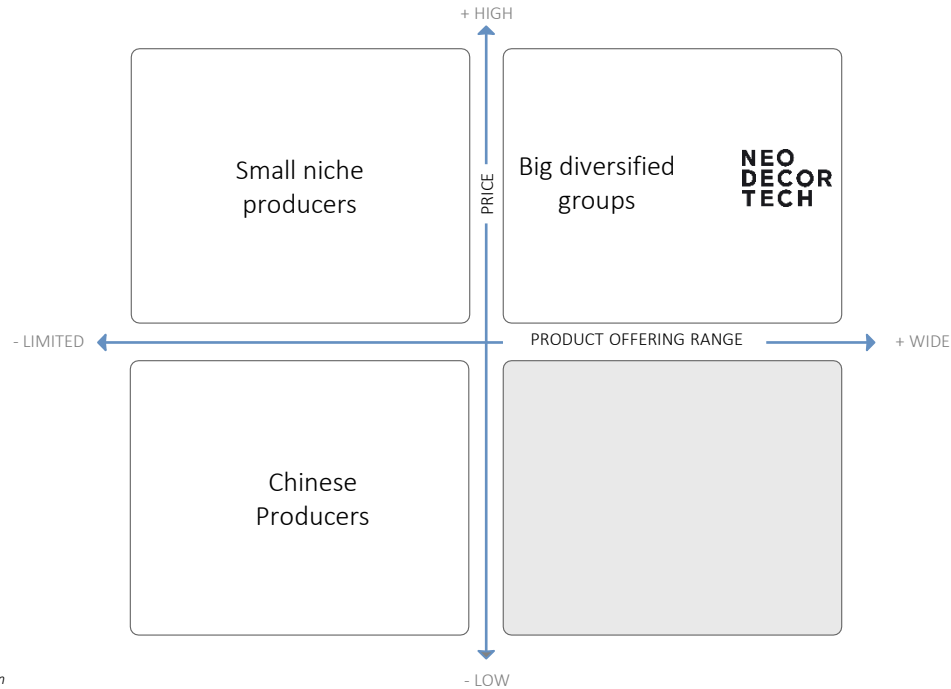 + HIGH
Small niche
producers
PRICE
Big diversified
groups
NEO
DECOR
TECH
- LIMITED
PRODUCT OFFERING RANGE
+ WIDE
Chinese
Producers
- LOW